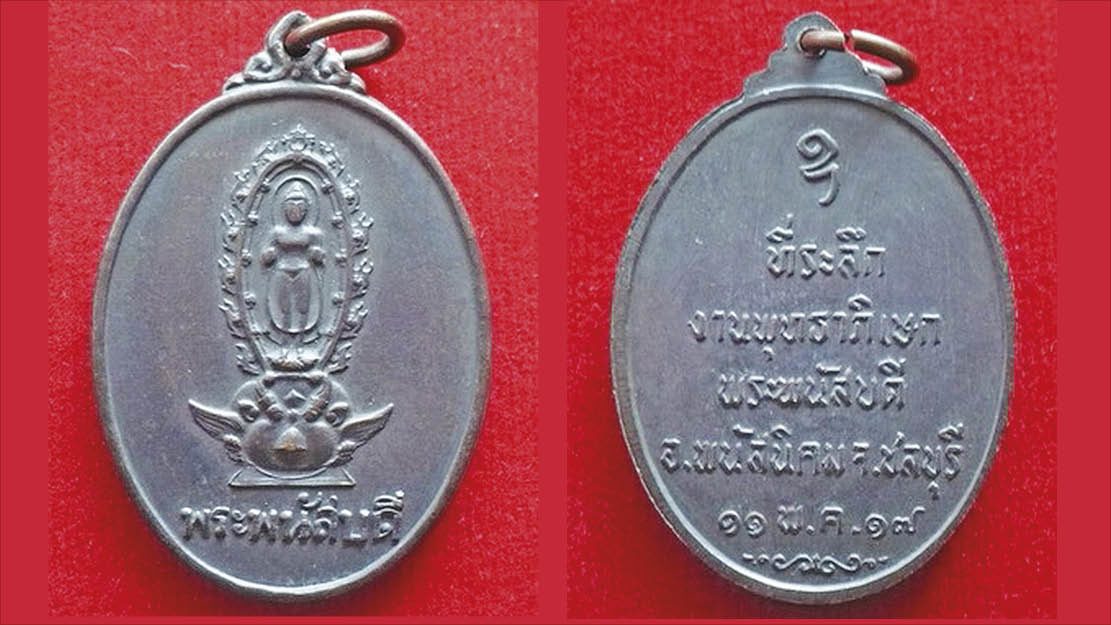 พระพนัสบดี
ที่ระลึก
งานพุทธาภิเษก
พระพนัสบดี
อ.พนัสนิคม จ.ชลบุรี
๑๑ พ.ค. ๑๗